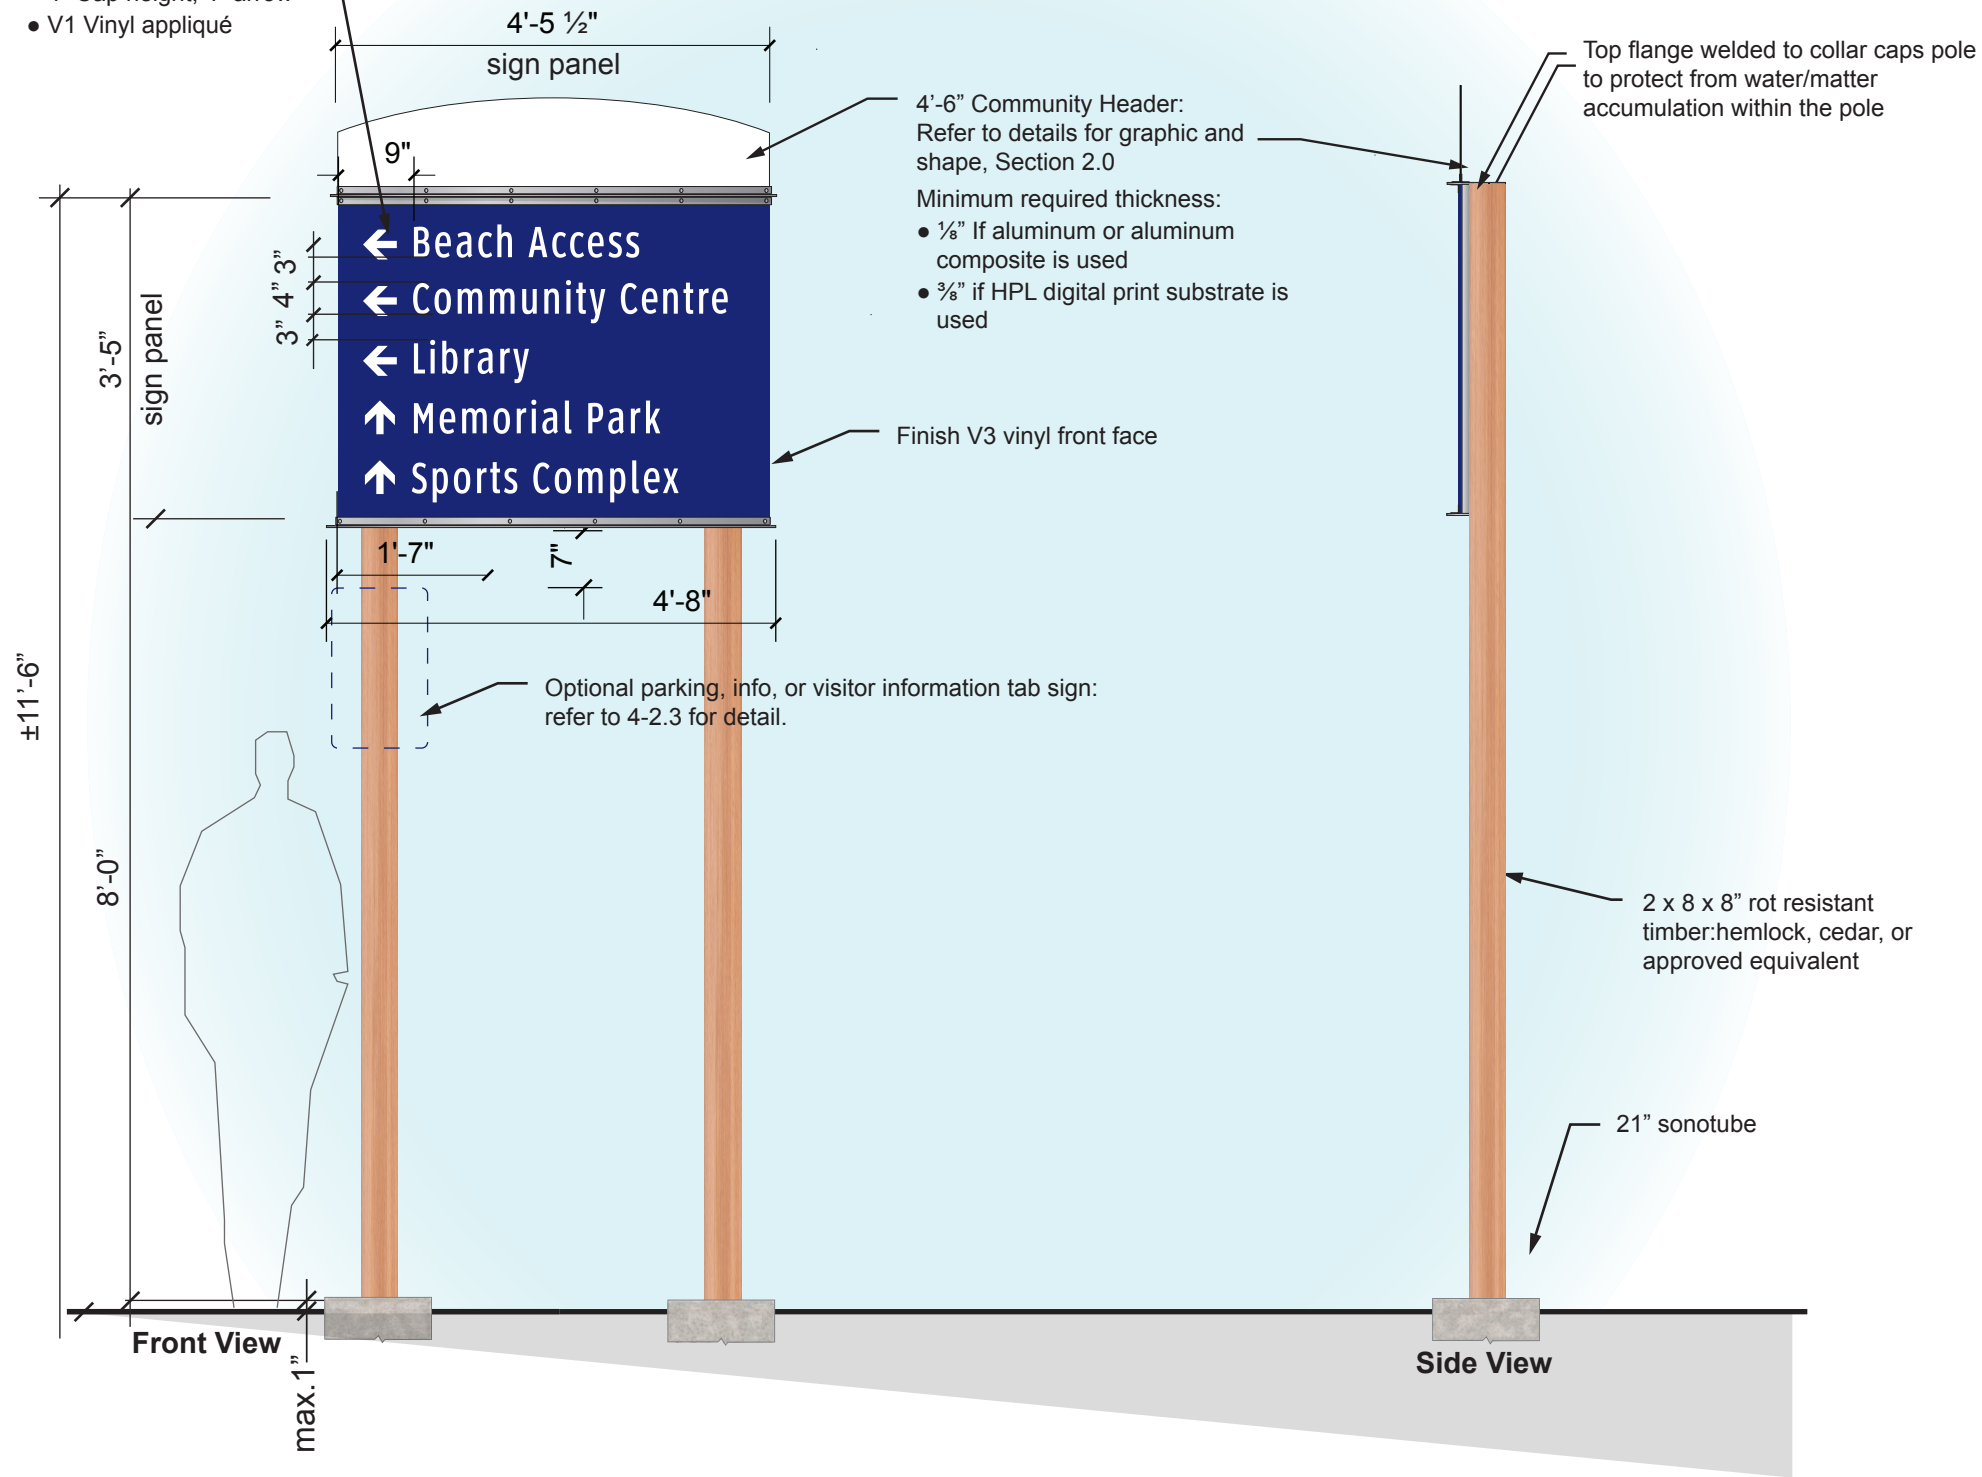 ● V1 Vinyl appliqué
4'-5 ½"
sign panel
9"
4’-6” Community Header:
Refer to details for graphic and
shape, Section 2.0
Minimum required thickness:
● ⅛” If aluminum or aluminum
composite is used
● ⅜” if HPL digital print substrate is
used
Top flange welded to collar caps pole
to protect from water/matter
accumulation within the pole
← Beach Access
← Community Centre
← Library
↑ Memorial Park
↑ Sports Complex
3”
4”
3”
3’-5”
sign panel
Finish V3 vinyl front face
1'-7"
7"
4'-8"
±11’-6”
8’-0”
Optional parking, info, or visitor information tab sign:
refer to 4-2.3 for detail.
2 x 8 x 8” rot resistant
timber:hemlock, cedar, or
approved equivalent
21” sonotube
Front View
max.1”
Side View